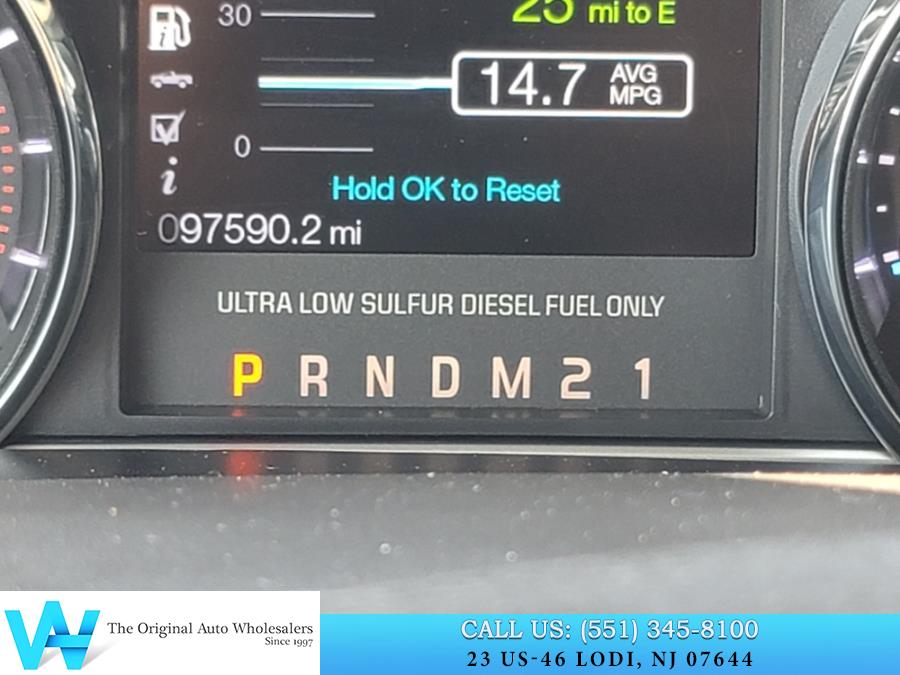 30
25 mi to E
14.7 AVG MPG
0
i
Hold OK to Reset
097590.2 mi
ULTRA LOW SULFUR DIESEL FUEL ONLY
P R N D M 2 1
The Original Auto Wholesalers
Since 1997
CALL US: (551) 345-8100
23 US-46 LODI, NJ 07644